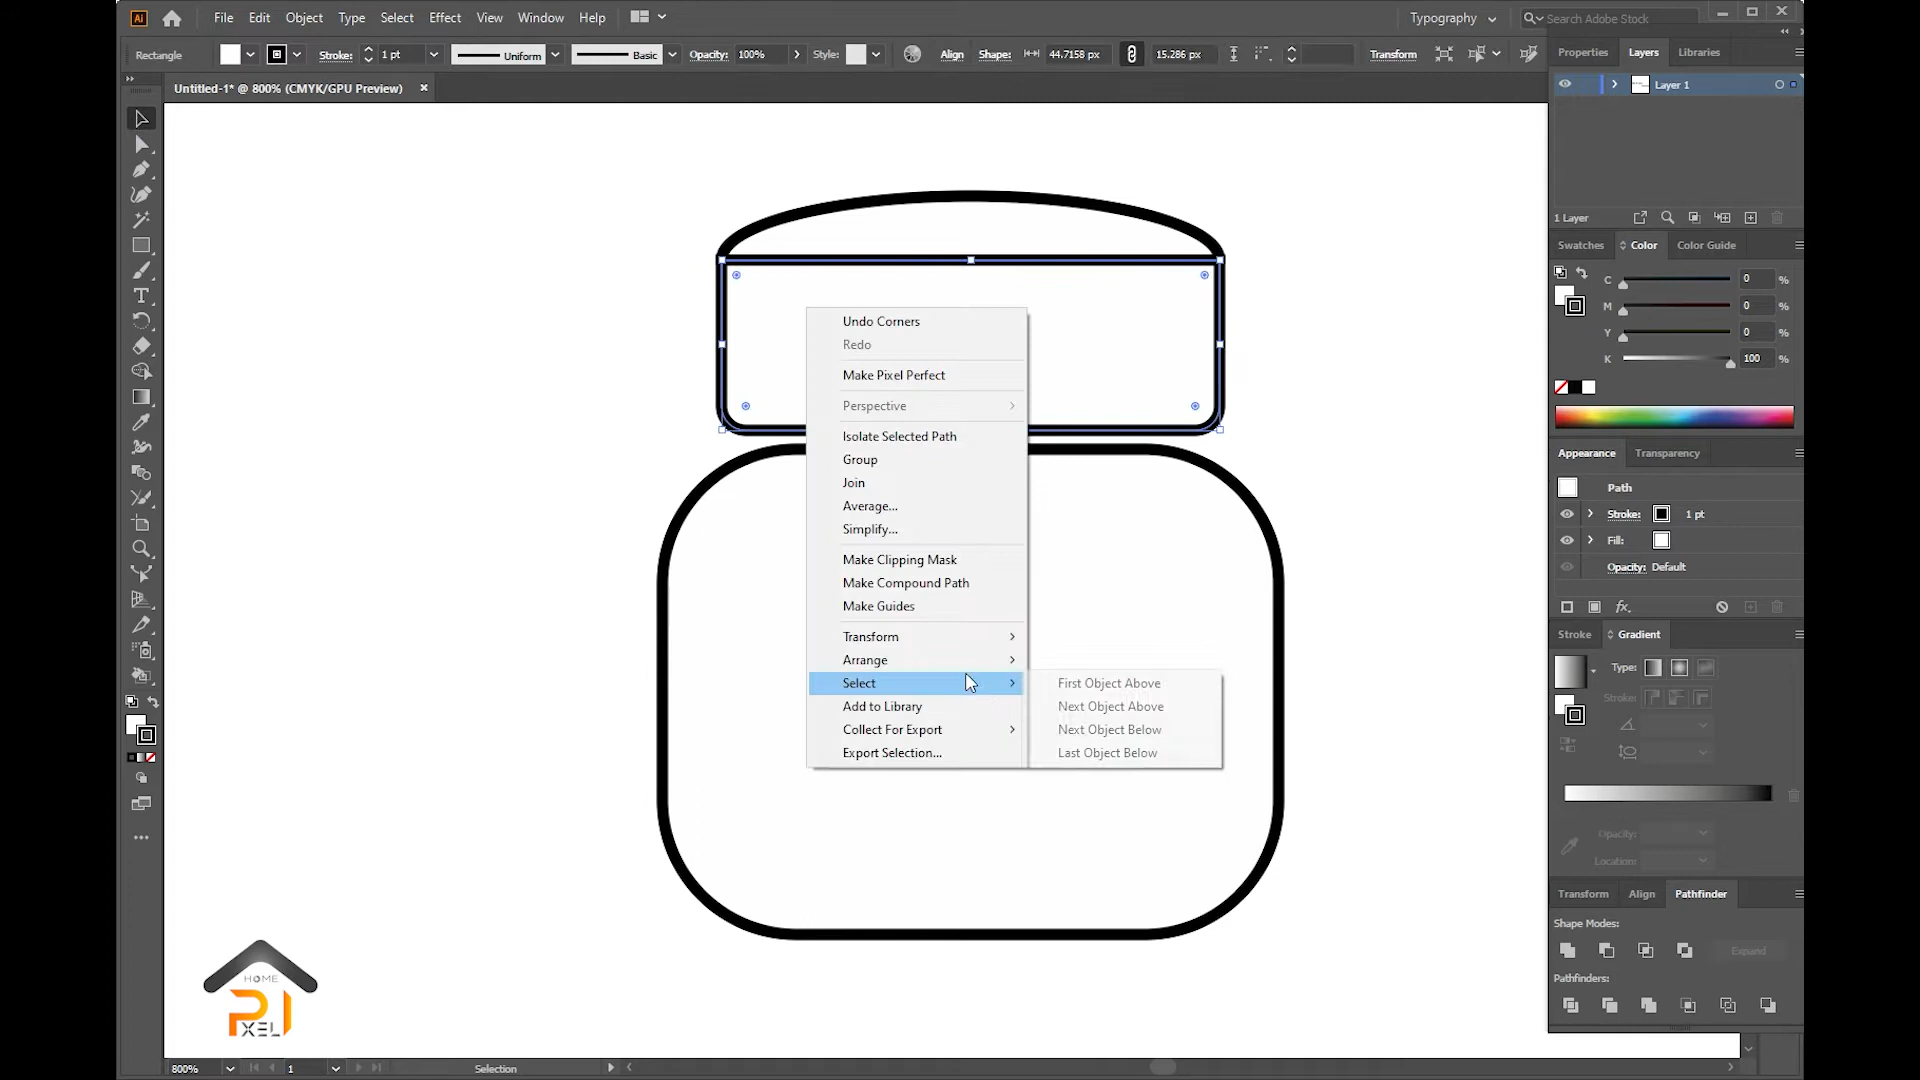 Ai File Edit Object Type Select Effect View Window Help Typography Search Adobe Stock
Rectangle Stroke: 1 pt Uniform Basic Opacity: 100% Style: Align Shape: 44.7158 px 15.286 px Transform
Properties Layers Libraries
Untitled-1* @ 800% (CMYK/GPU Preview)
Layer 1
1 Layer
Swatches Color Color Guide
C 0 %
M 0 %
Y 0 %
K 100 %
Appearance Transparency
Path
Stroke: 1 pt
Fill:
Opacity: Default
fx.
Stroke Gradient
Type:
Stroke:
Opacity:
Location:
Transform Align Pathfinder
Shape Modes:
Expand
Pathfinders:
Undo Corners
Redo
Make Pixel Perfect
Perspective
Isolate Selected Path
Group
Join
Average...
Simplify...
Make Clipping Mask
Make Compound Path
Make Guides
Transform
Arrange
Select
Add to Library
Collect For Export
Export Selection...
First Object Above
Next Object Above
Next Object Below
Last Object Below
HOME
PIXEL
800% 1 Selection